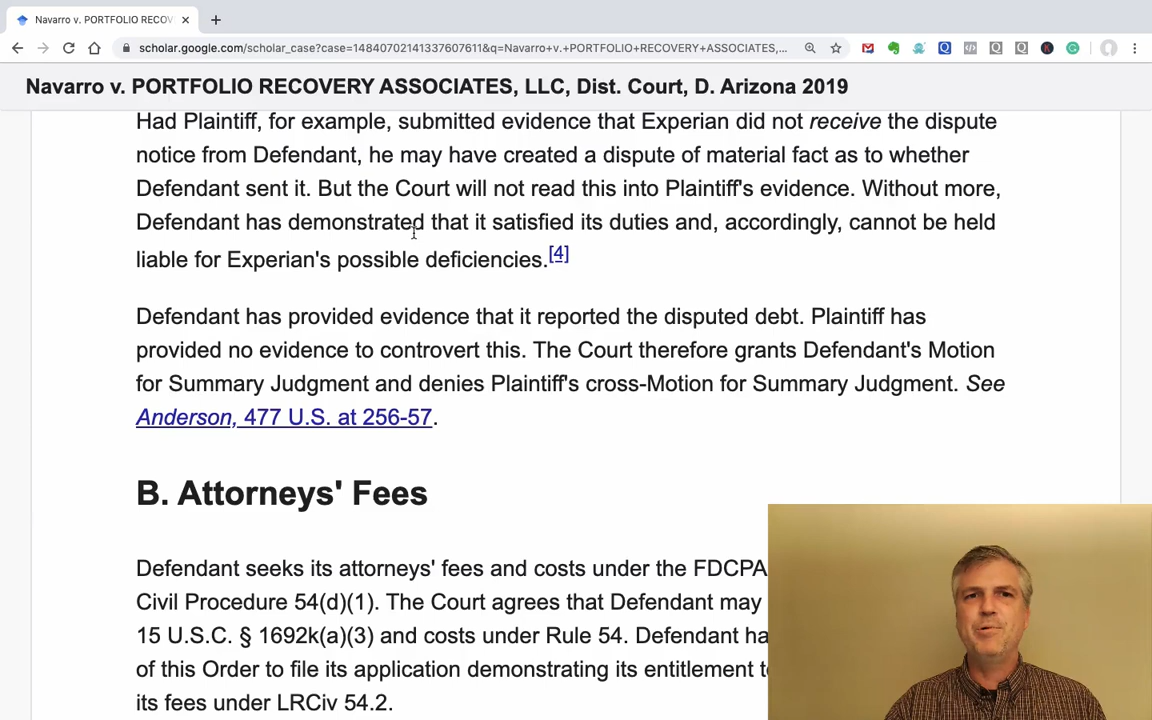 Navarro v. PORTFOLIO RECOV
scholar.google.com/scholar_case?case=14840702141337607611&q=Navarro+v.+PORTFOLIO+RECOVERY+ASSOCIATES,...
Navarro v. PORTFOLIO RECOVERY ASSOCIATES, LLC, Dist. Court, D. Arizona 2019
Had Plaintiff, for example, submitted evidence that Experian did not receive the dispute
notice from Defendant, he may have created a dispute of material fact as to whether
Defendant sent it. But the Court will not read this into Plaintiff's evidence. Without more,
Defendant has demonstrated that it satisfied its duties and, accordingly, cannot be held
liable for Experian's possible deficiencies.[4]
Defendant has provided evidence that it reported the disputed debt. Plaintiff has
provided no evidence to controvert this. The Court therefore grants Defendant's Motion
for Summary Judgment and denies Plaintiff's cross-Motion for Summary Judgment. See
Anderson, 477 U.S. at 256-57.
B. Attorneys' Fees
Defendant seeks its attorneys' fees and costs under the FDCPA
Civil Procedure 54(d)(1). The Court agrees that Defendant may
15 U.S.C. § 1692k(a)(3) and costs under Rule 54. Defendant ha
of this Order to file its application demonstrating its entitlement t
its fees under LRCiv 54.2.